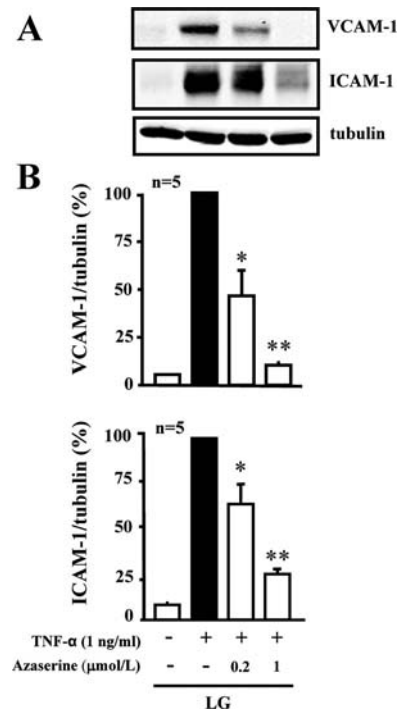 A
VCAM-1
ICAM-1
tubulin
B
VCAM-1/tubulin (%)
100
75
50
25
0
n=5
*
**
ICAM-1/tubulin (%)
100
75
50
25
0
n=5
*
**
TNF-α (1 ng/ml) - + + +
Azaserine (μmol/L) - - 0.2 1
LG